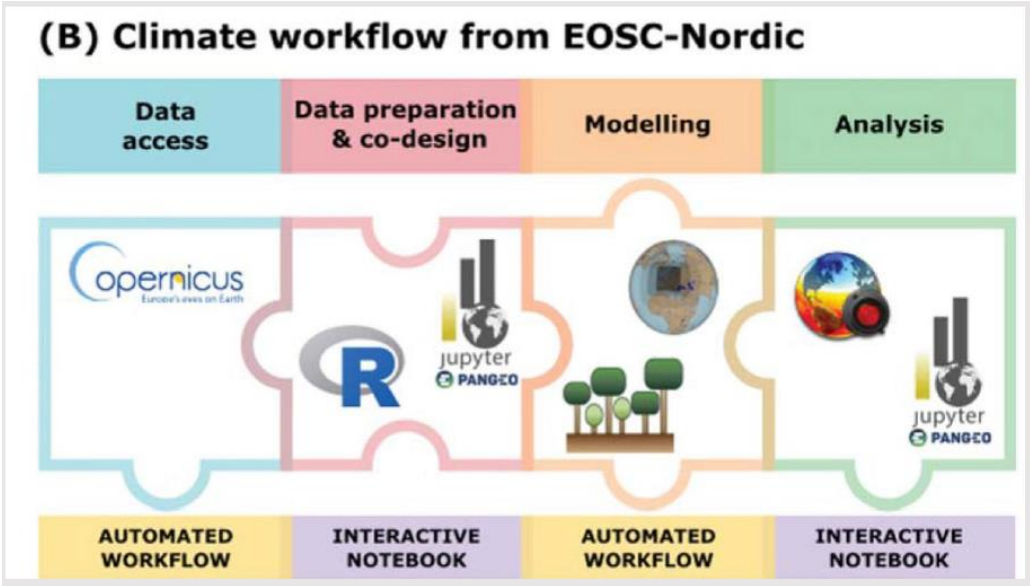 (B) Climate workflow from EOSC-Nordic
Data
access
Data preparation
& co-design
Modelling
Analysis
Copernicus
Europe's eyes on Earth
R
jupyter
PANGEO
jupyter
PANGEO
AUTOMATED
WORKFLOW
INTERACTIVE
NOTEBOOK
AUTOMATED
WORKFLOW
INTERACTIVE
NOTEBOOK